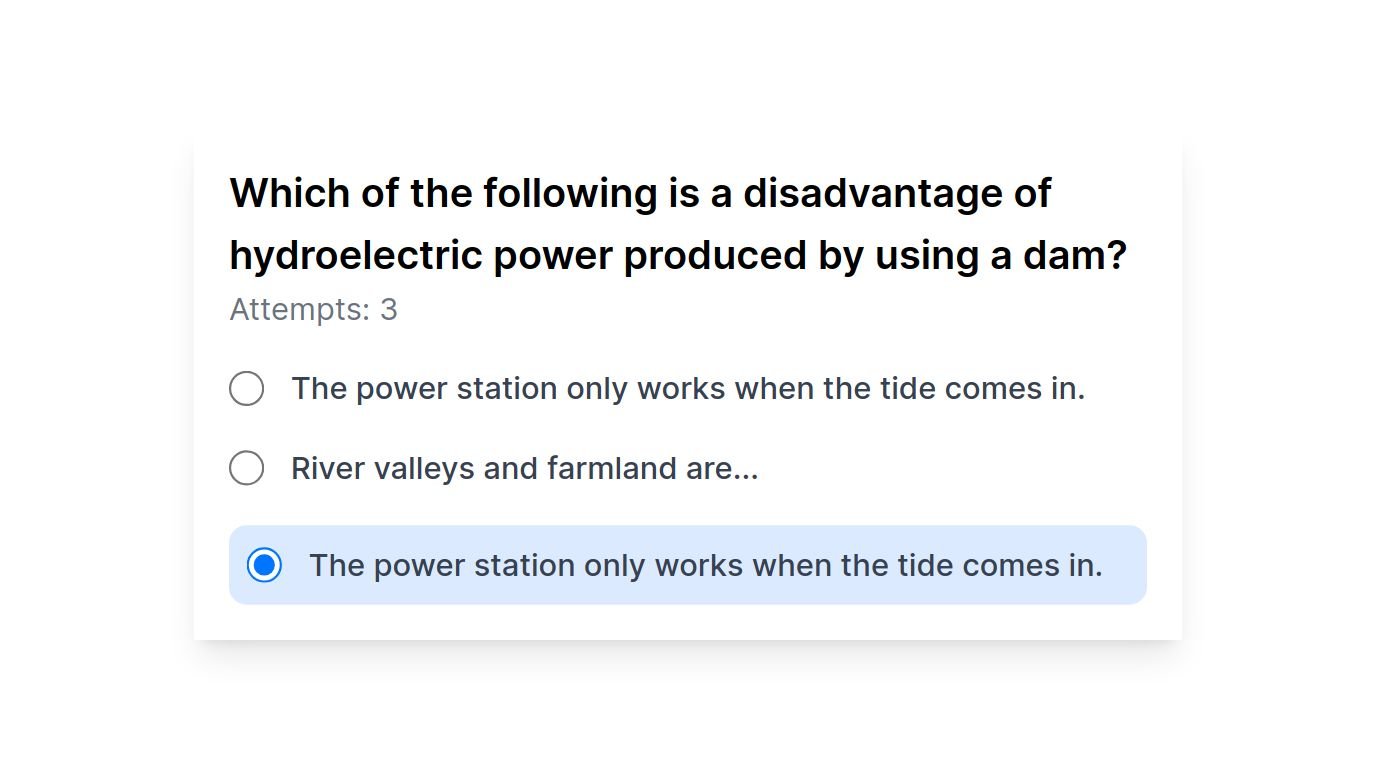 Which of the following is a disadvantage of
hydroelectric power produced by using a dam?
Attempts: 3
The power station only works when the tide comes in.
River valleys and farmland are...
The power station only works when the tide comes in.